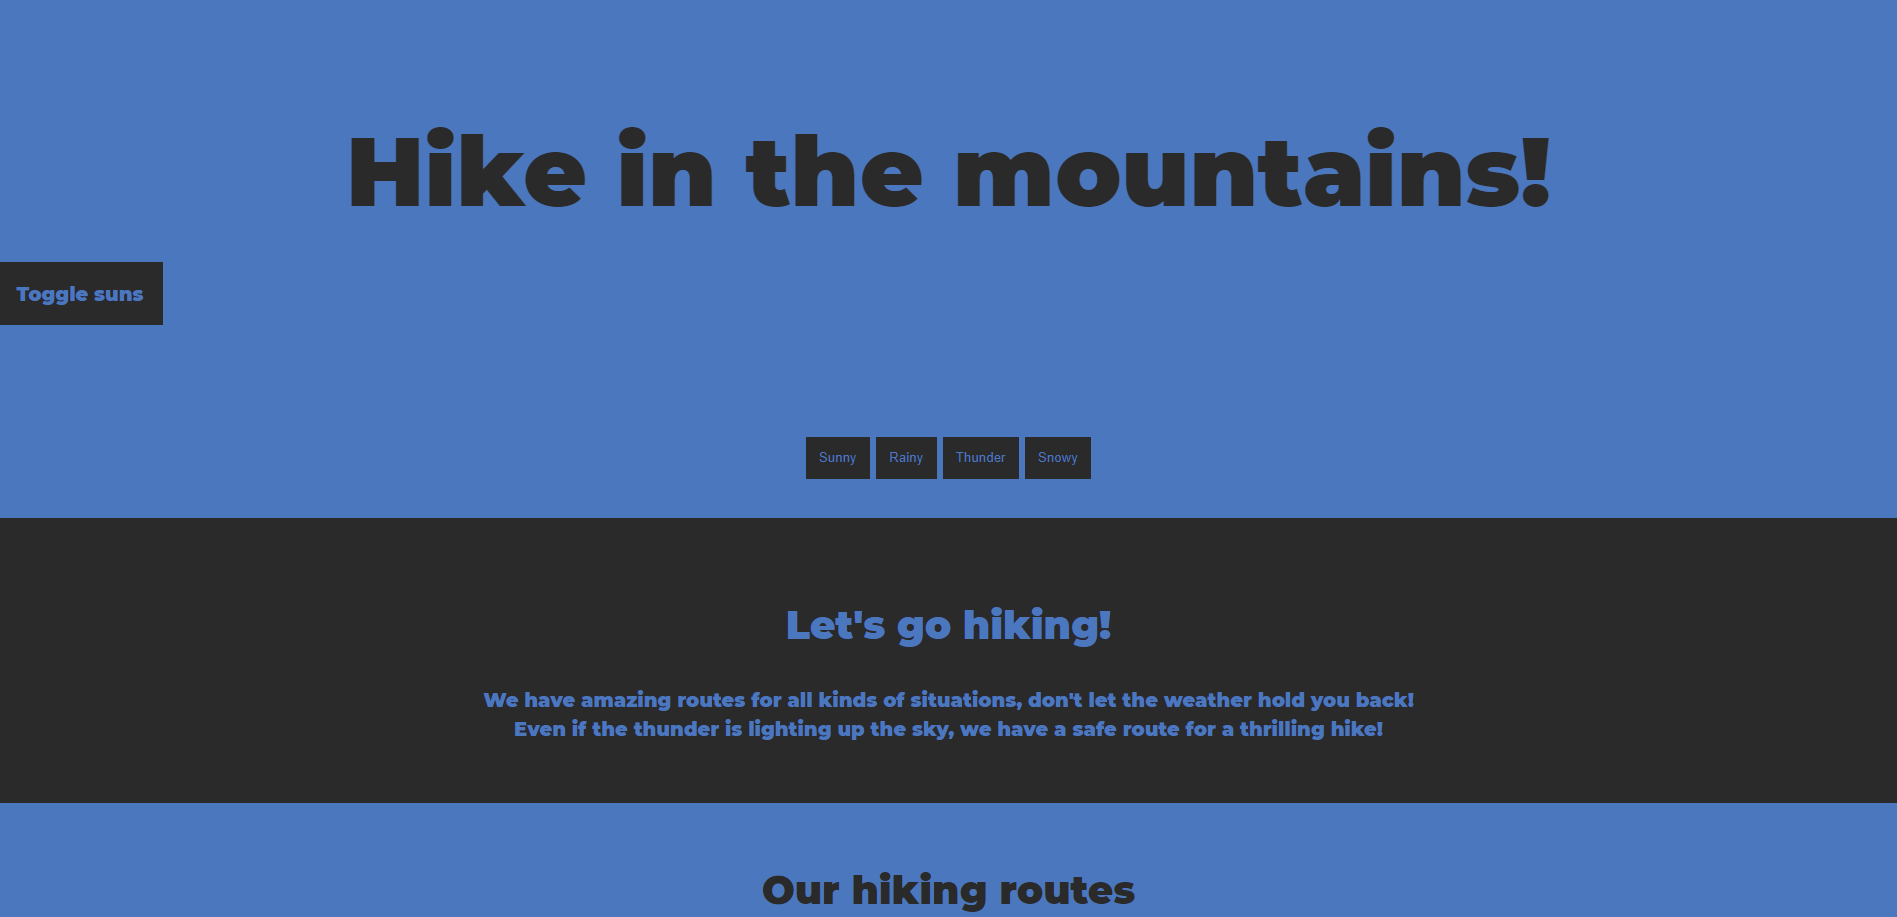 Hike in the mountains!
Toggle suns
Sunny Rainy Thunder Snowy
Let's go hiking!
We have amazing routes for all kinds of situations, don't let the weather hold you back!
Even if the thunder is lighting up the sky, we have a safe route for a thrilling hike!
Our hiking routes